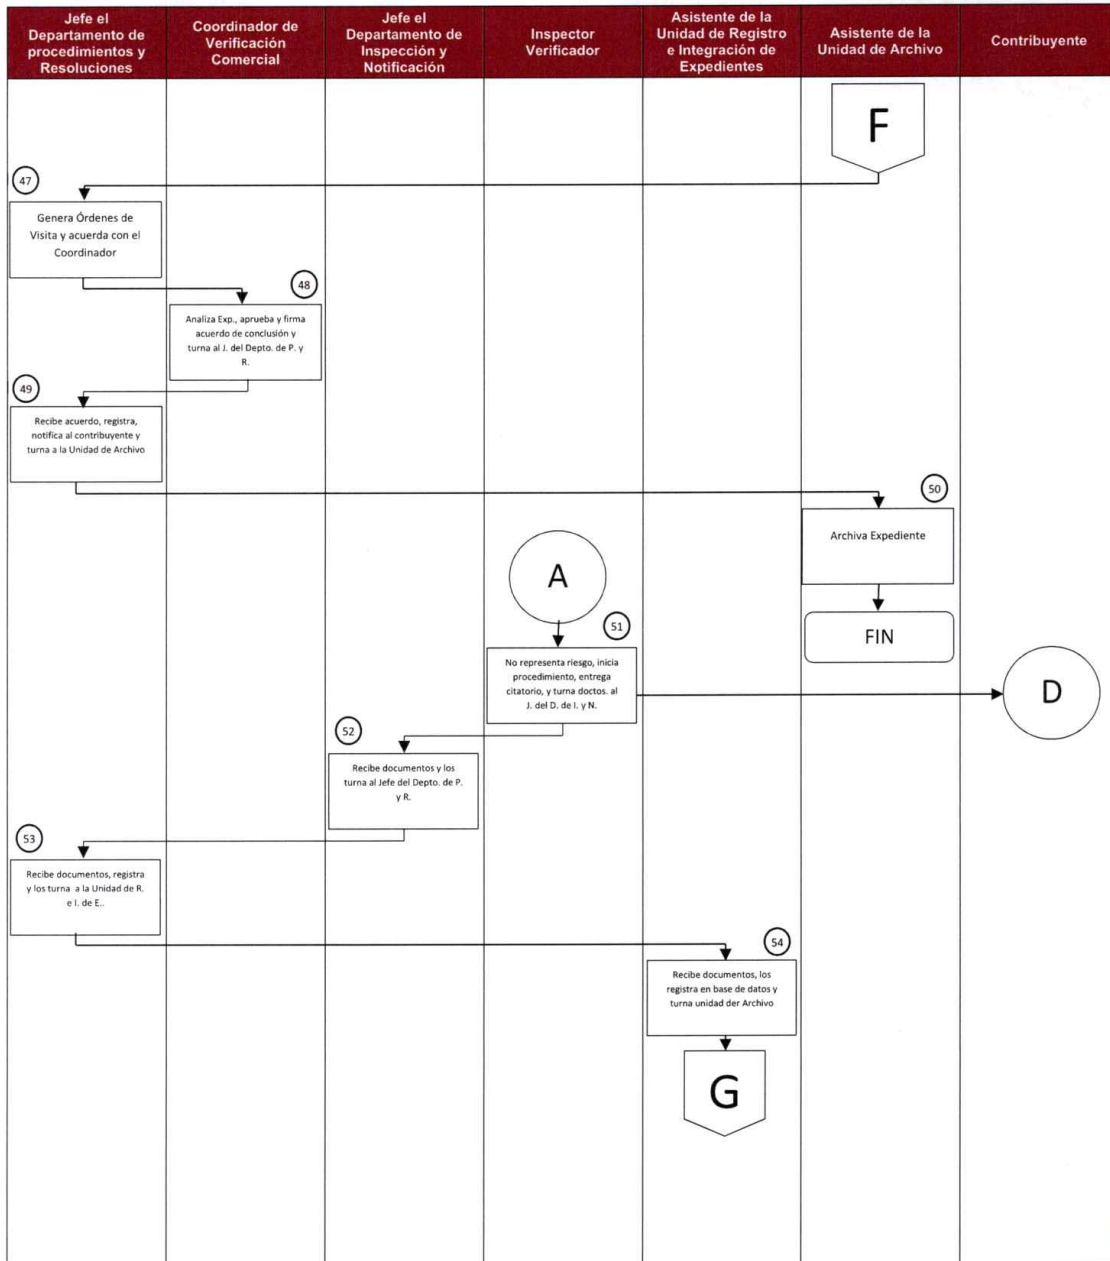 Jefe el
Departamento de
procedimientos y
Resoluciones
Coordinador de
Verificación
Comercial
Jefe del
Departamento de
Inspección y
Notificación
Inspector
Verificador
Asistente de la
Unidad de Registro
e Integración de
Expedientes
Asistente de la
Unidad de Archivo
Contribuyente
F
47
Genera Órdenes de
Visita y acuerda con el
Coordinador
48
Analiza Exp., aprueba y firma
acuerdo de conclusión y
turna al J. del Depto. de P. y
R.
49
Recibe acuerdo, registra,
notifica al contribuyente y
turna a la Unidad de Archivo
50
Archiva Expediente
FIN
A
51
No representa riesgo, inicia
procedimiento, entrega
citatorio, y turna doctos. al
J. del D. de I. y N.
D
52
Recibe documentos y los
turna al Jefe del Depto. de P.
y R.
53
Recibe documentos, registra
y los turna a la Unidad de R.
e I. de E..
54
Recibe documentos, los
registra en base de datos y
turna unidad der Archivo
G